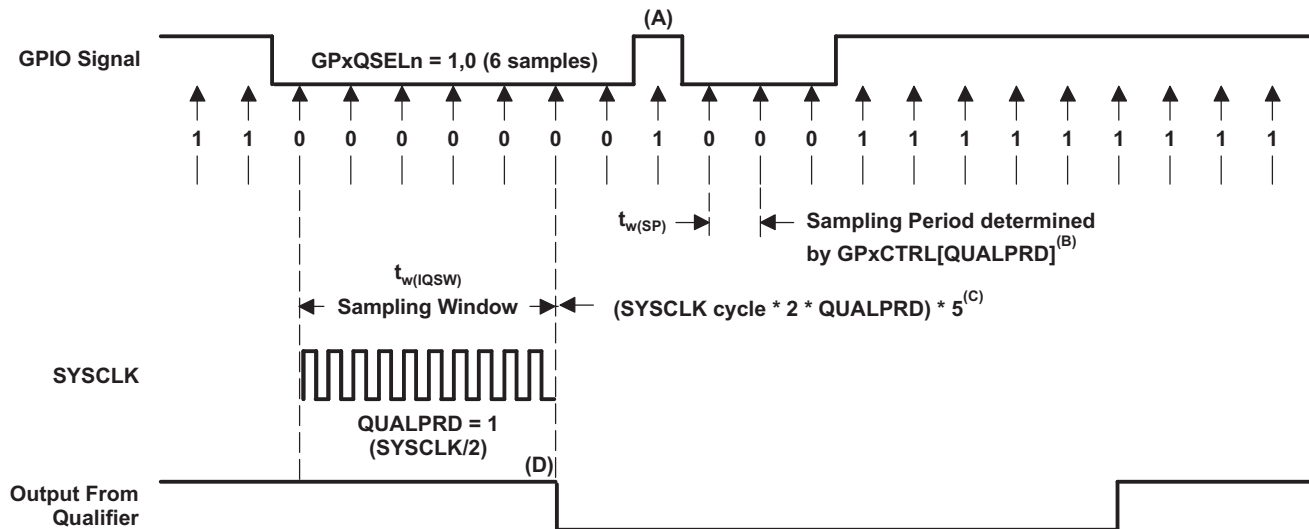 (A)
GPIO Signal
GPxQSELn = 1,0 (6 samples)
1 1 0 0 0 0 0 0 0 1 0 0 0 1 1 1 1 1 1 1 1 1
tw(SP)
Sampling Period determined
by GPxCTRL[QUALPRD](B)
tw(IQSW)
Sampling Window
(SYSCLK cycle * 2 * QUALPRD) * 5(C)
SYSCLK
QUALPRD = 1
(SYSCLK/2)
(D)
Output From
Qualifier